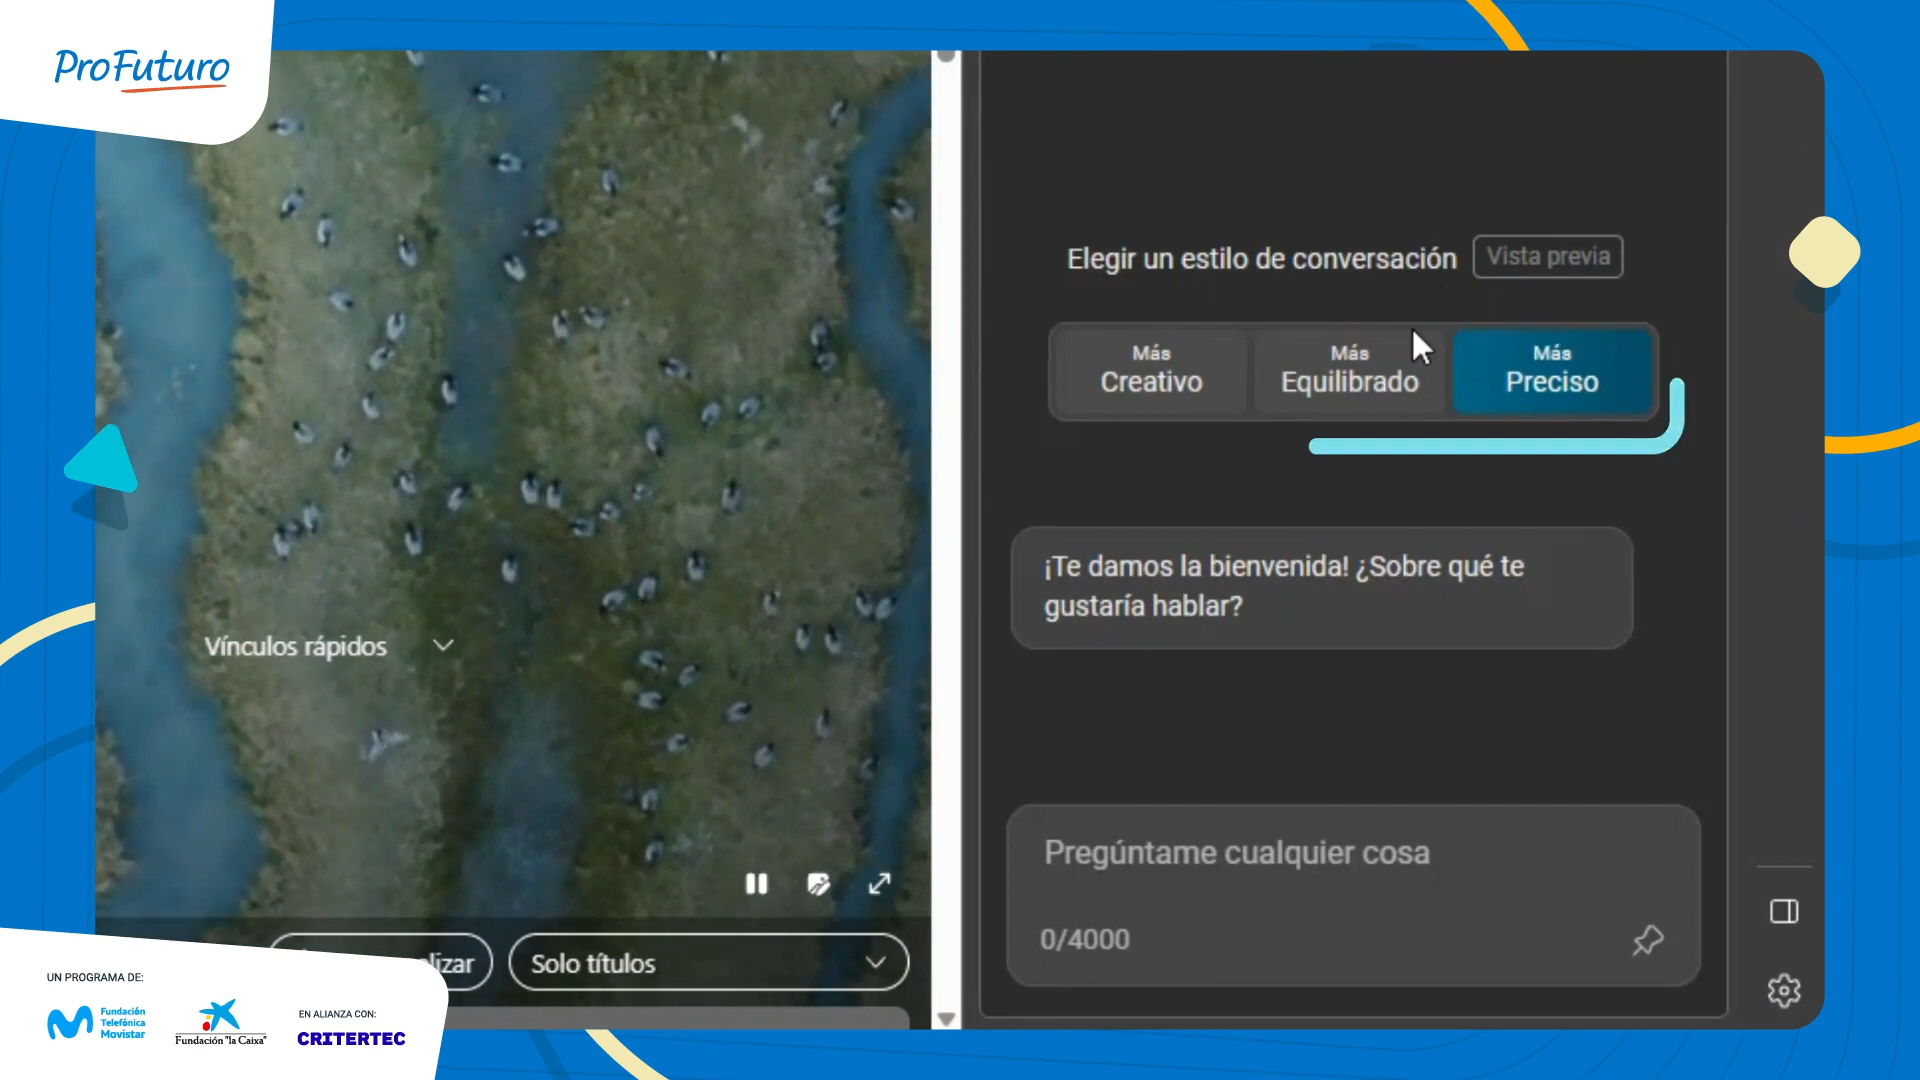 ProFuturo
Elegir un estilo de conversación
Vista previa
Más
Creativo
Más
Equilibrado
Más
Preciso
¡Te damos la bienvenida! ¿Sobre qué te
gustaría hablar?
Vínculos rápidos
Pregúntame cualquier cosa
0/4000
lizar
Solo títulos
UN PROGRAMA DE:
Fundación
Telefónica
Movistar
Fundación "la Caixa"
EN ALIANZA CON:
CRITERTEC